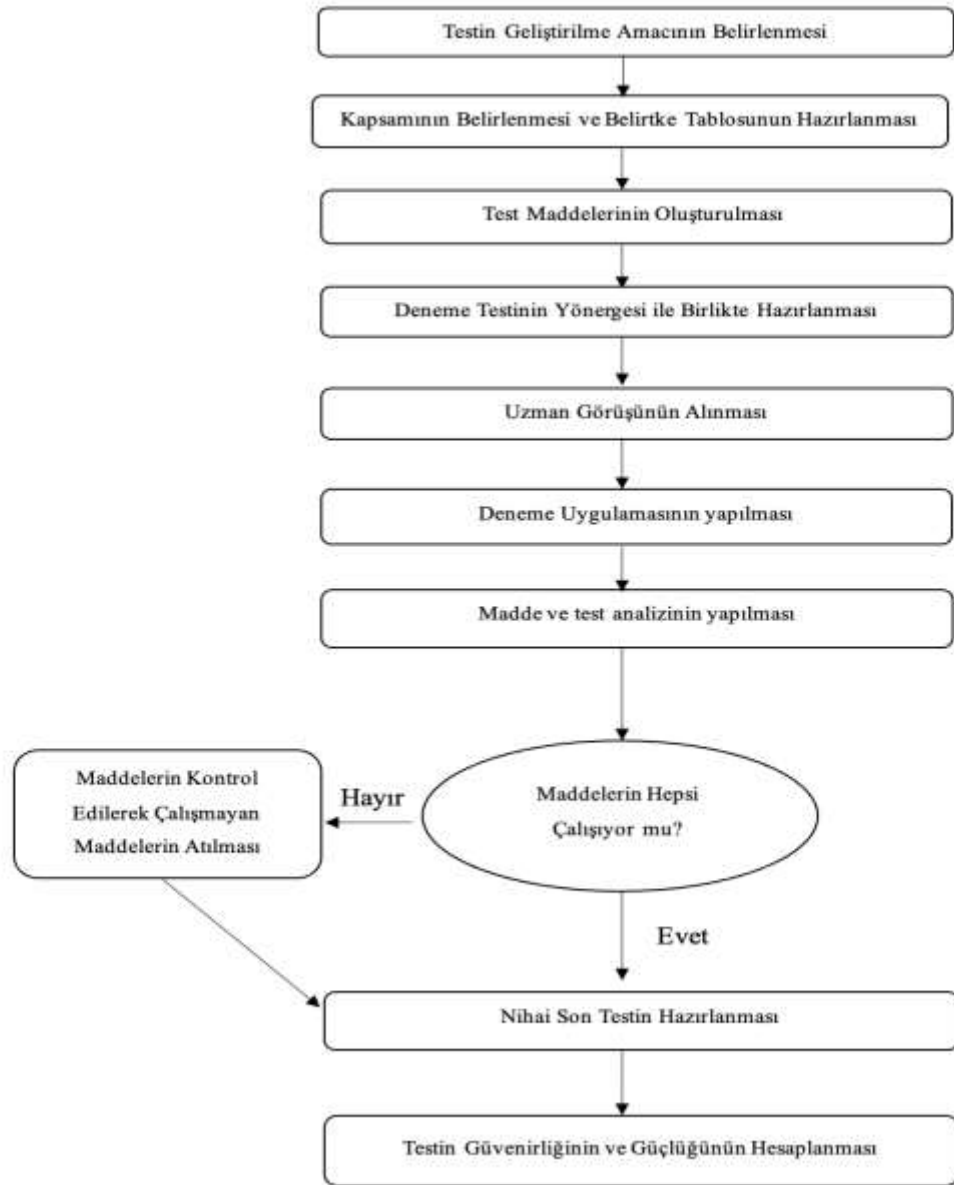 Testin Geliştirilme Amacının Belirlenmesi
Kapsamının Belirlenmesi ve Belirtke Tablosunun Hazırlanması
Test Maddelerinin Oluşturulması
Deneme Testinin Yönergesi ile Birlikte Hazırlanması
Uzman Görüşünün Alınması
Deneme Uygulamasının yapılması
Madde ve test analizinin yapılması
Maddelerin Hepsi
Çalışıyor mu?
Hayır
Maddelerin Kontrol
Edilerek Çalışmayan
Maddelerin Atılması
Evet
Nihai Son Testin Hazırlanması
Testin Güvenirliğinin ve Güçlüğünün Hesaplanması